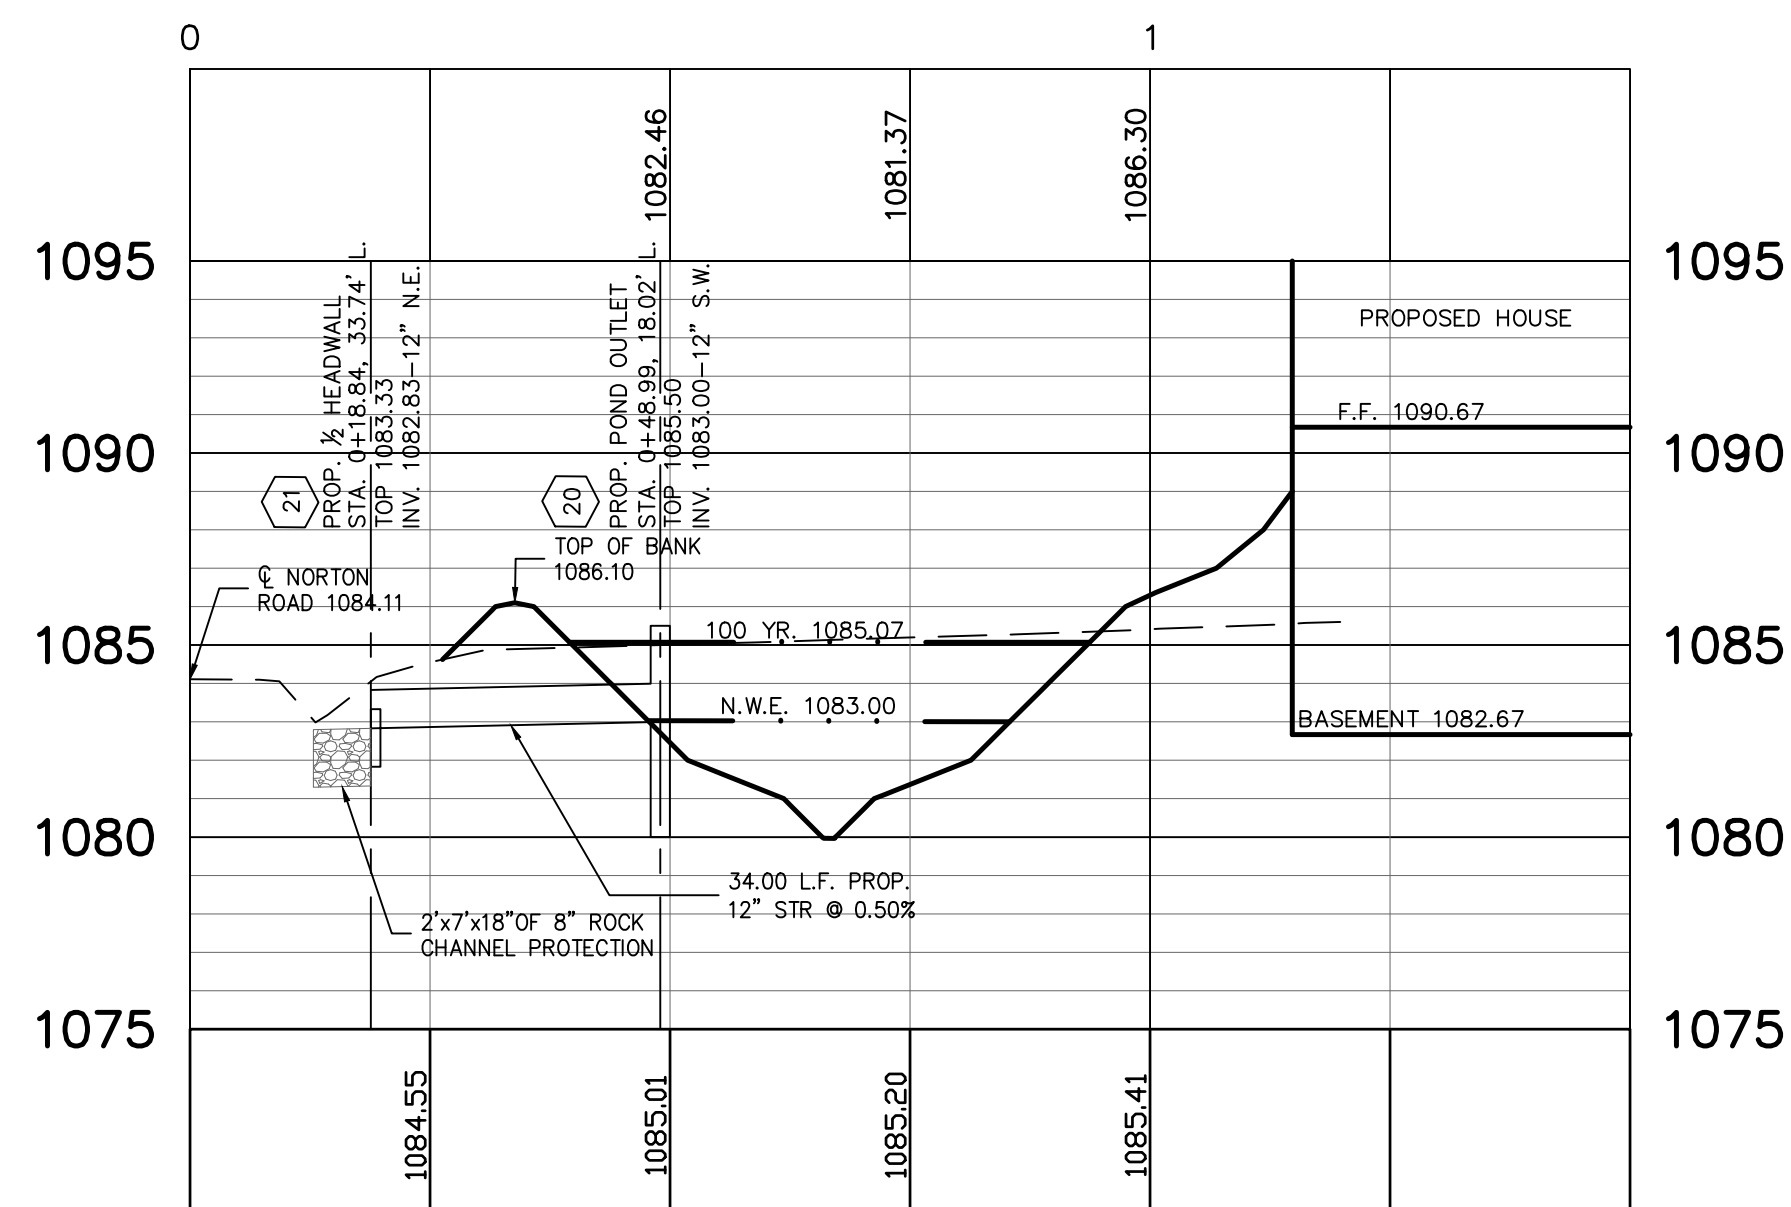 0
1
1082.46
1081.37
1086.30
1095
1095
PROP. ½ HEADWALL
STA. 0+18.84, 33.74' L.
TOP 1083.33
INV. 1082.83-12" N.E.
21
PROP. POND OUTLET
STA. 0+48.99, 18.02' L.
TOP 1085.50
INV. 1083.00-12" S.W.
20
PROPOSED HOUSE
F.F. 1090.67
1090
1090
TOP OF BANK
1086.10
℄ NORTON
ROAD 1084.11
100 YR. 1085.07
1085
1085
N.W.E. 1083.00
BASEMENT 1082.67
1080
1080
34.00 L.F. PROP.
12" STR @ 0.50%
2'x7'x18"OF 8" ROCK
CHANNEL PROTECTION
1075
1075
1084.55
1085.01
1085.20
1085.41